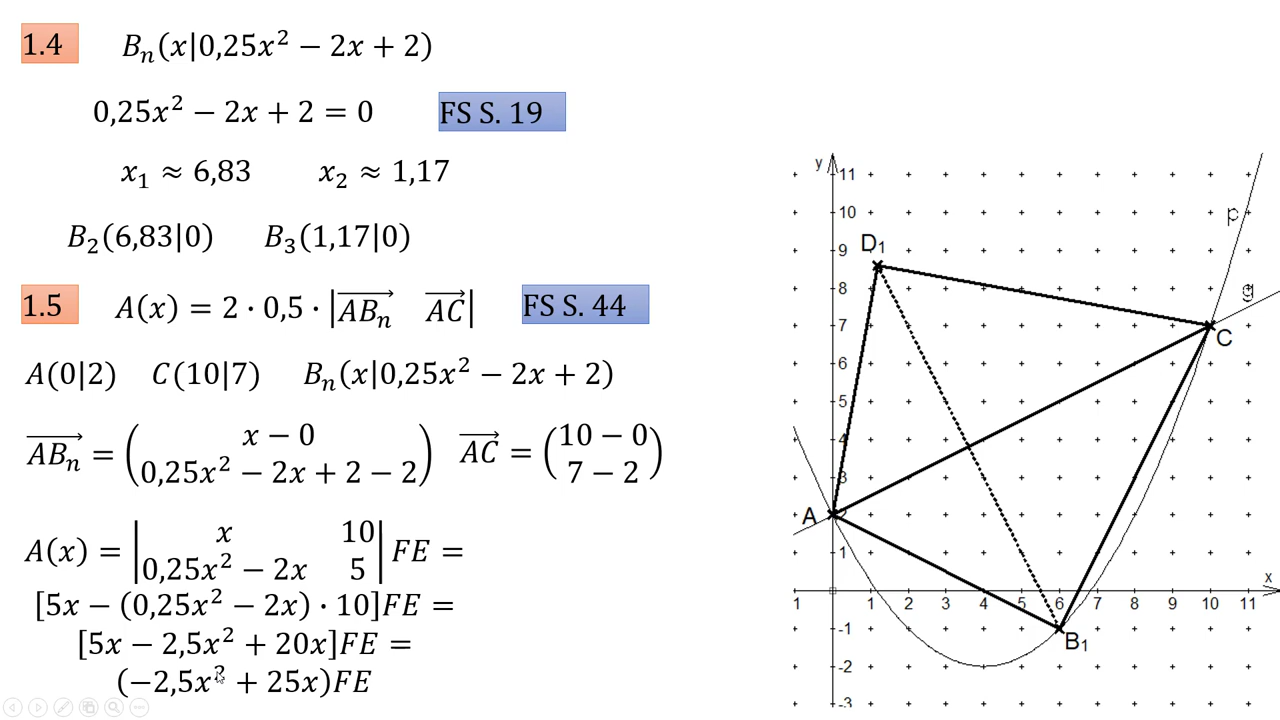 1.4 Bₙ(x|0,25x² − 2x + 2)
0,25x² − 2x + 2 = 0 FS S. 19
x₁ ≈ 6,83 x₂ ≈ 1,17
B₂(6,83|0) B₃(1,17|0)
1.5 A(x) = 2 · 0,5 · |→ABₙ →AC| FS S. 44
A(0|2) C(10|7) Bₙ(x|0,25x² − 2x + 2)
→ABₙ = (x − 0 / 0,25x² − 2x + 2 − 2) →AC = (10 − 0 / 7 − 2)
A(x) = |x 10 / 0,25x² − 2x 5| FE =
[5x − (0,25x² − 2x) · 10]FE =
[5x − 2,5x² + 20x]FE =
(−2,5x² + 25x)FE
y
11
10
p
9
D₁
8
g
7
C
6
5
4
3
A
2
1
x
1 1 2 3 4 5 6 7 8 9 10 11
-1
B₁
-2
-3